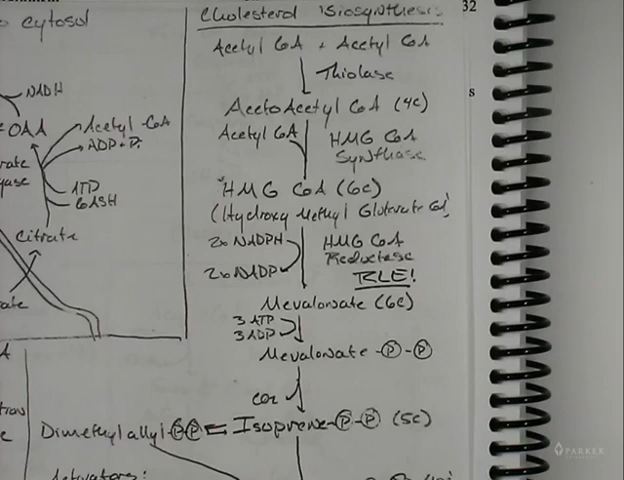 Cytosol
NADH
OAA
Acetyl-CoA
ADP+Pi
ATP
CoASH
Citrate
Cholesterol Biosynthesis
32
Acetyl CoA + Acetyl CoA
Thiolase
AcetoAcetyl CoA (4C)
Acetyl CoA
HMG CoA
Synthase
HMG CoA (6C)
(Hydroxy Methyl
2x NADPH
HMG CoA
Reductase
2x NADP
RLE!
Mevalonate (6C)
3 ATP
3 ADP
Mevalonate -P-P
CO2
Dimethylallyl-P-P = Isoprene-P-P (5C)
Activators:
S
PARKER